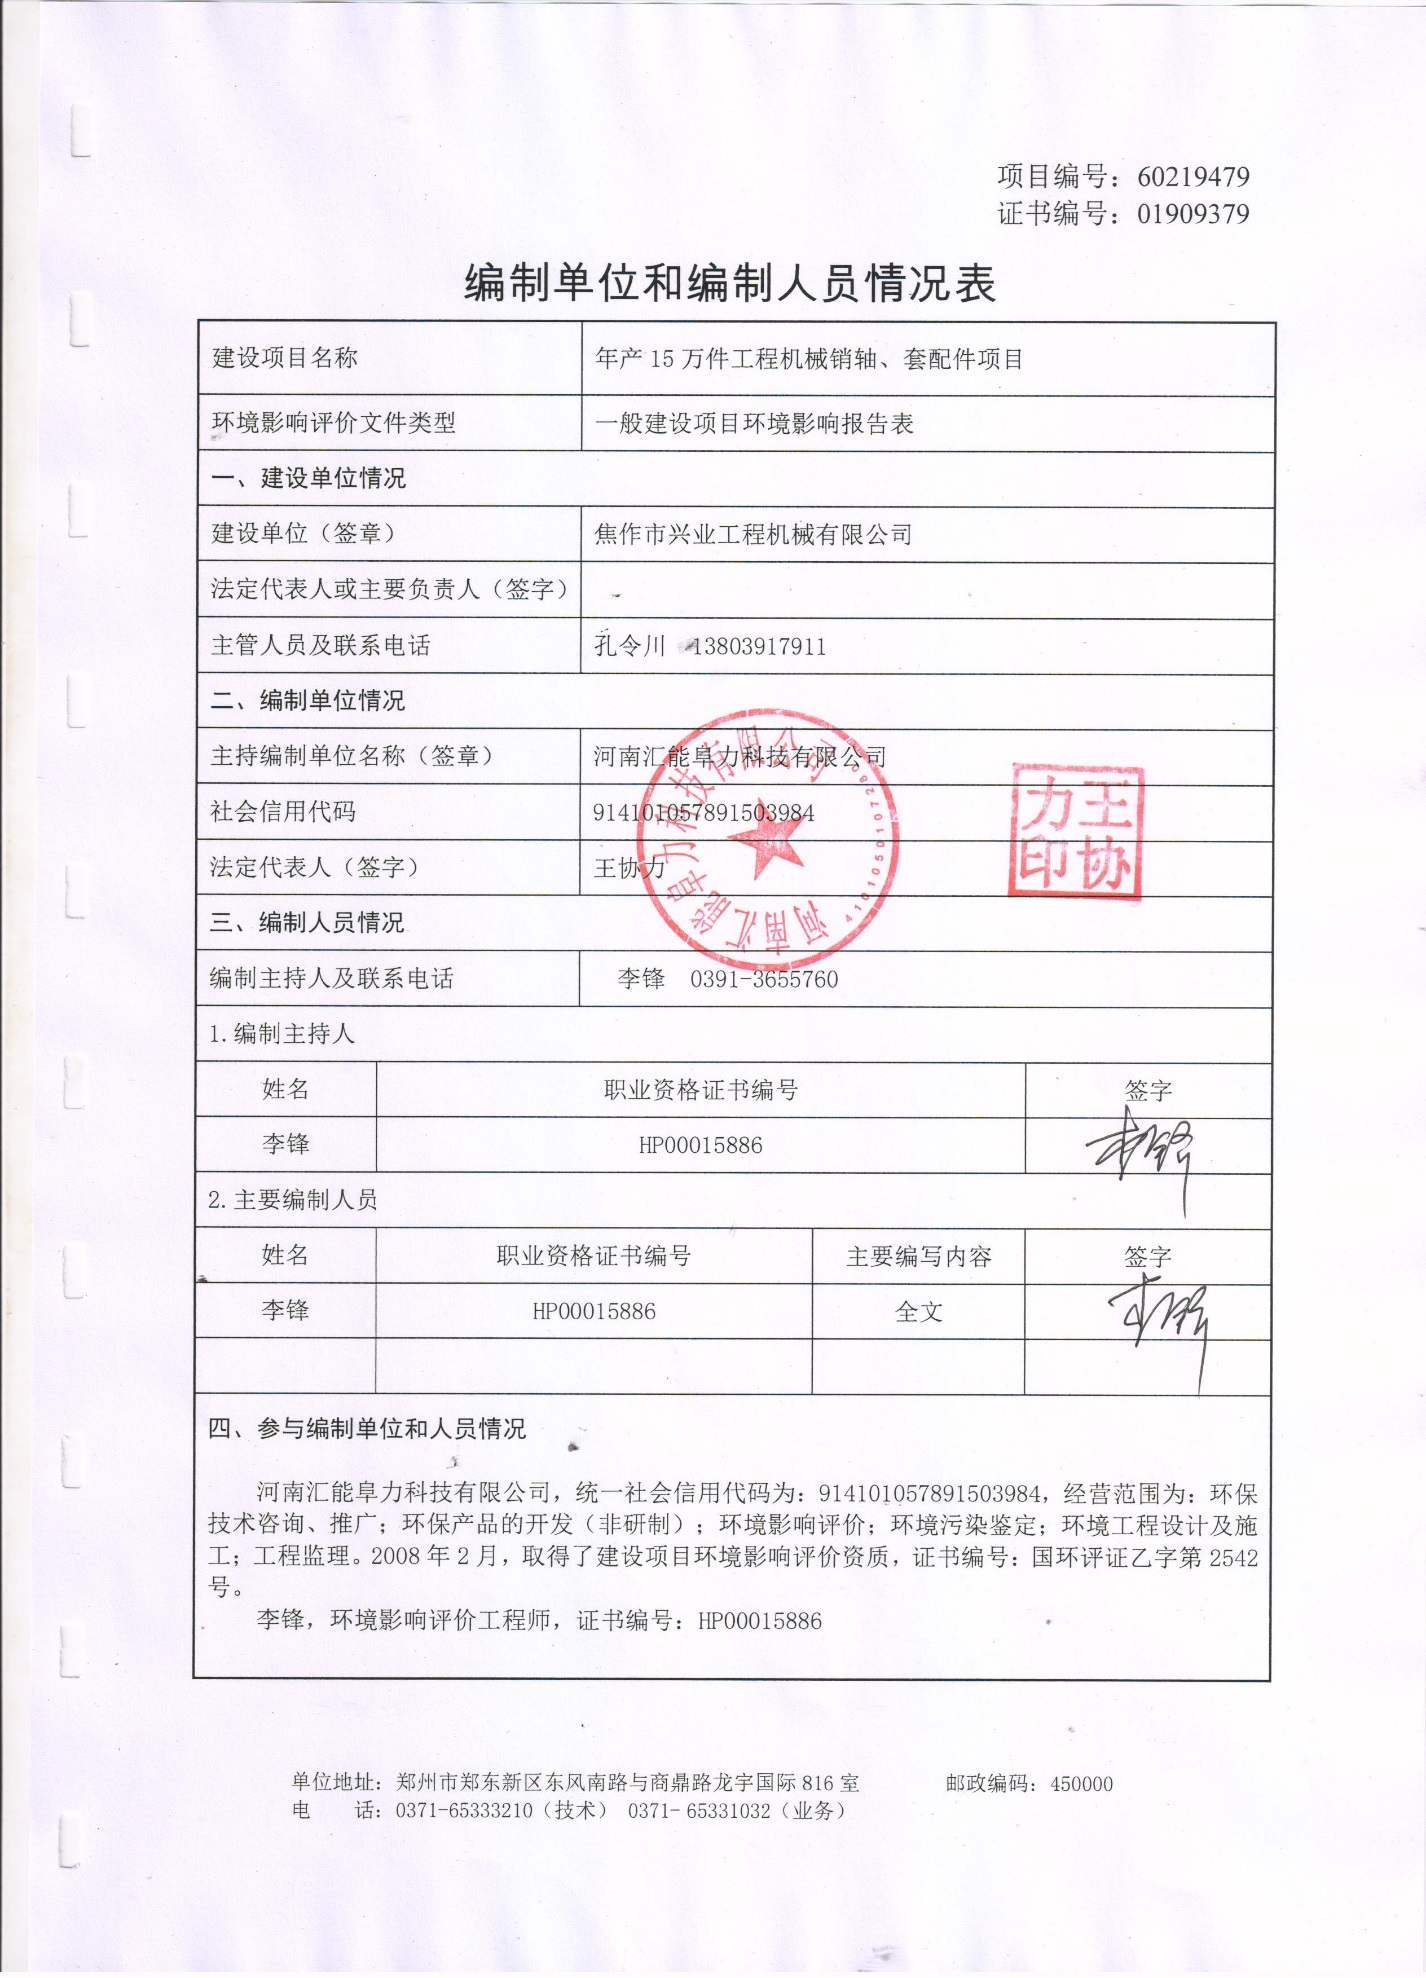 项目编号：60219479
证书编号：01909379
编制单位和编制人员情况表
建设项目名称 年产 15 万件工程机械销轴、套配件项目
环境影响评价文件类型 一般建设项目环境影响报告表
一、建设单位情况
建设单位（签章） 焦作市兴业工程机械有限公司
法定代表人或主要负责人（签字）
主管人员及联系电话 孔令川 13803917911
二、编制单位情况
主持编制单位名称（签章） 河南汇能阜力科技有限公司
社会信用代码 914101057891503984
法定代表人（签字） 王协力
河南汇能阜力科技有限公司
王协力印
三、编制人员情况
编制主持人及联系电话 李锋 0391-3655760
1.编制主持人
姓名 职业资格证书编号 签字
李锋 HP00015886 李锋
2.主要编制人员
姓名 职业资格证书编号 主要编写内容 签字
李锋 HP00015886 全文 李锋
四、参与编制单位和人员情况
河南汇能阜力科技有限公司，统一社会信用代码为：914101057891503984，经营范围为：环保
技术咨询、推广；环保产品的开发（非研制）；环境影响评价；环境污染鉴定；环境工程设计及施
工；工程监理。2008 年 2 月，取得了建设项目环境影响评价资质，证书编号：国环评证乙字第 2542
号。
李锋，环境影响评价工程师，证书编号：HP00015886
单位地址：郑州市郑东新区东风南路与商鼎路龙宇国际 816 室 邮政编码：450000
电 话：0371-65333210（技术） 0371- 65331032（业务）